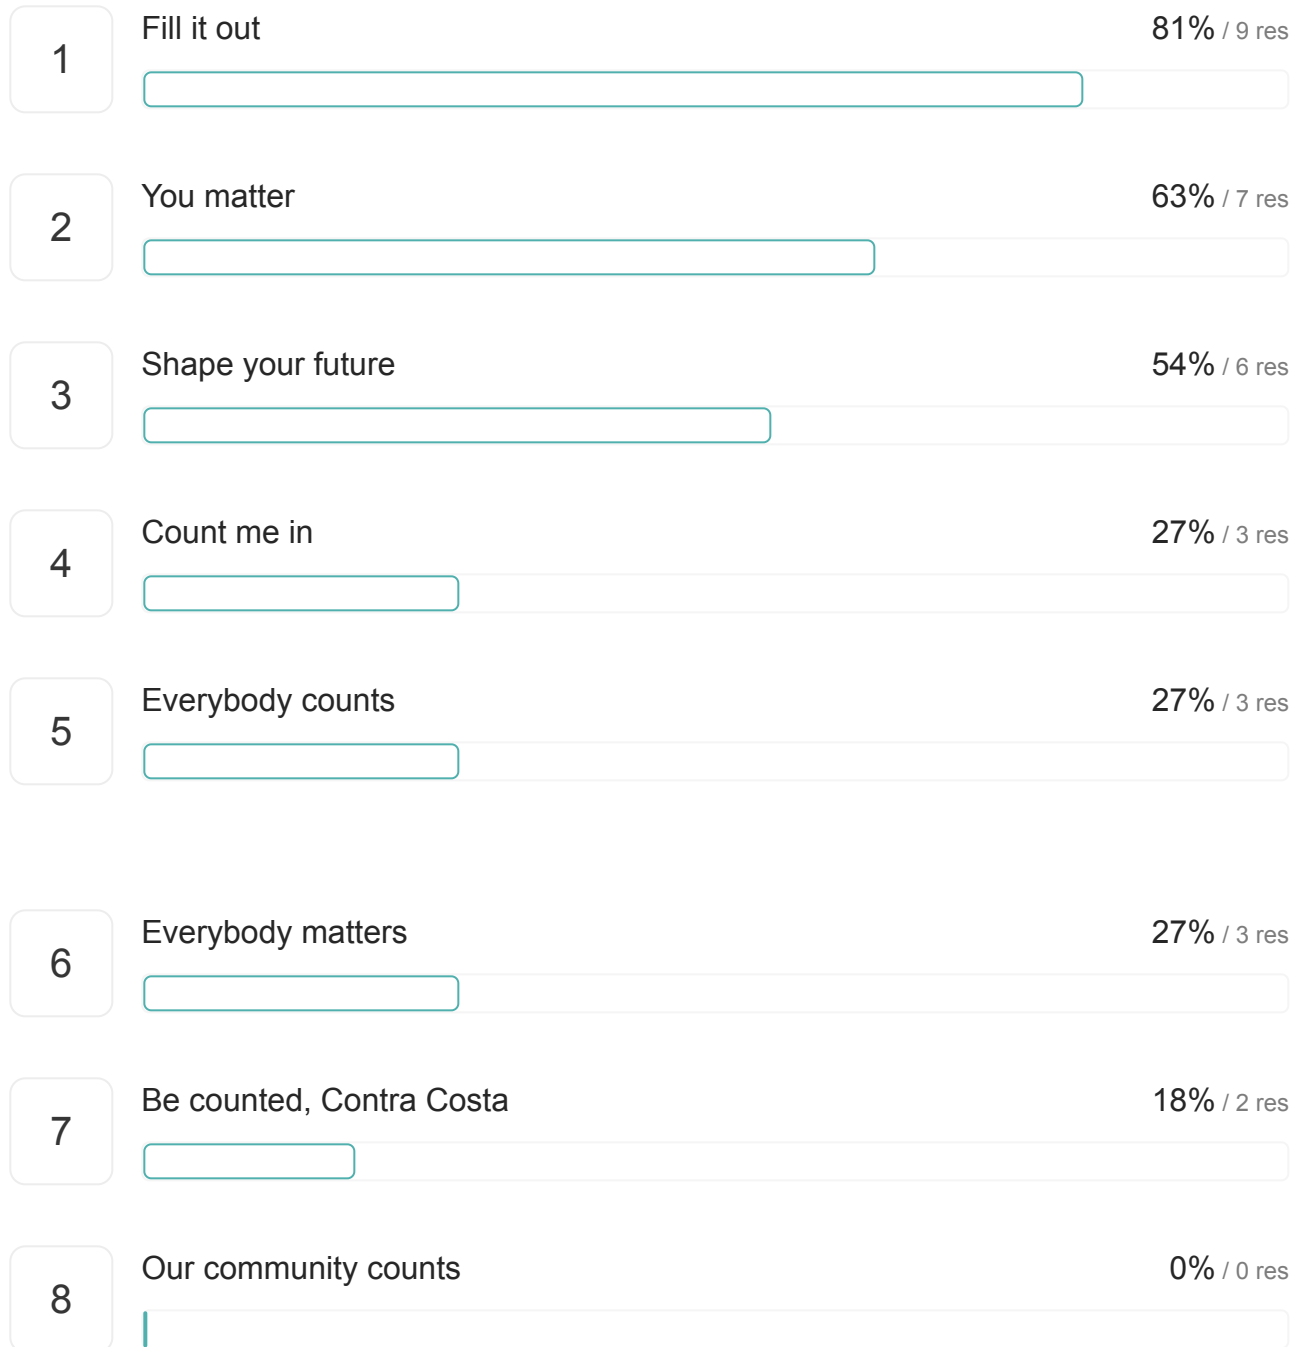 1
Fill it out 81% / 9 res
2
You matter 63% / 7 res
3
Shape your future 54% / 6 res
4
Count me in 27% / 3 res
5
Everybody counts 27% / 3 res
6
Everybody matters 27% / 3 res
7
Be counted, Contra Costa 18% / 2 res
8
Our community counts 0% / 0 res